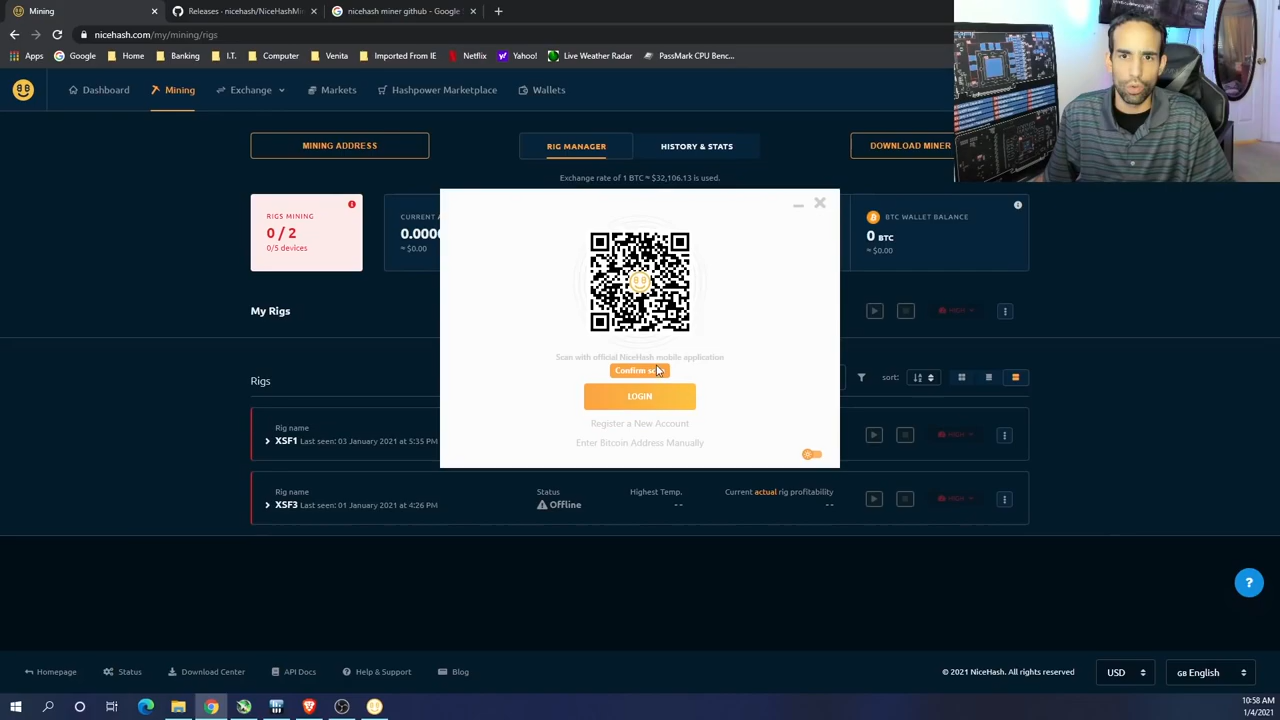 Mining
Releases · nicehash/NiceHashMin
nicehash miner github - Google
nicehash.com/my/mining/rigs
Apps
Google
Home
Banking
I.T.
Venita
Imported From IE
Netflix
Yahoo!
Live Weather Radar
PassMark CPU Benc...
Dashboard
Mining
Exchange
Markets
Hashpower Marketplace
Wallets
MINING ADDRESS
RIG MANAGER
HISTORY & STATS
DOWNLOAD MINER
Exchange rate of 1 BTC ≈ $32,106.13 is used.
RIGS MINING
0 / 2
0/5 devices
≈ $0.00
BTC WALLET BALANCE
0 BTC
≈ $0.00
Scan with official NiceHash mobile application
Confirm
LOGIN
Register a New Account
Enter Bitcoin Address Manually
My Rigs
HIGH
Rigs
sort:
Rig name
XSF1 Last seen: 03 January 2021 at 5:35 PM
HIGH
Rig name
XSF3 Last seen: 01 January 2021 at 4:26 PM
Status
Offline
Highest Temp.
- -
Current actual rig profitability
- -
HIGH
?
Homepage
Status
Download Center
API Docs
Help & Support
Blog
© 2021 NiceHash. All rights reserved
USD
GB English
10:58 AM
1/4/2021